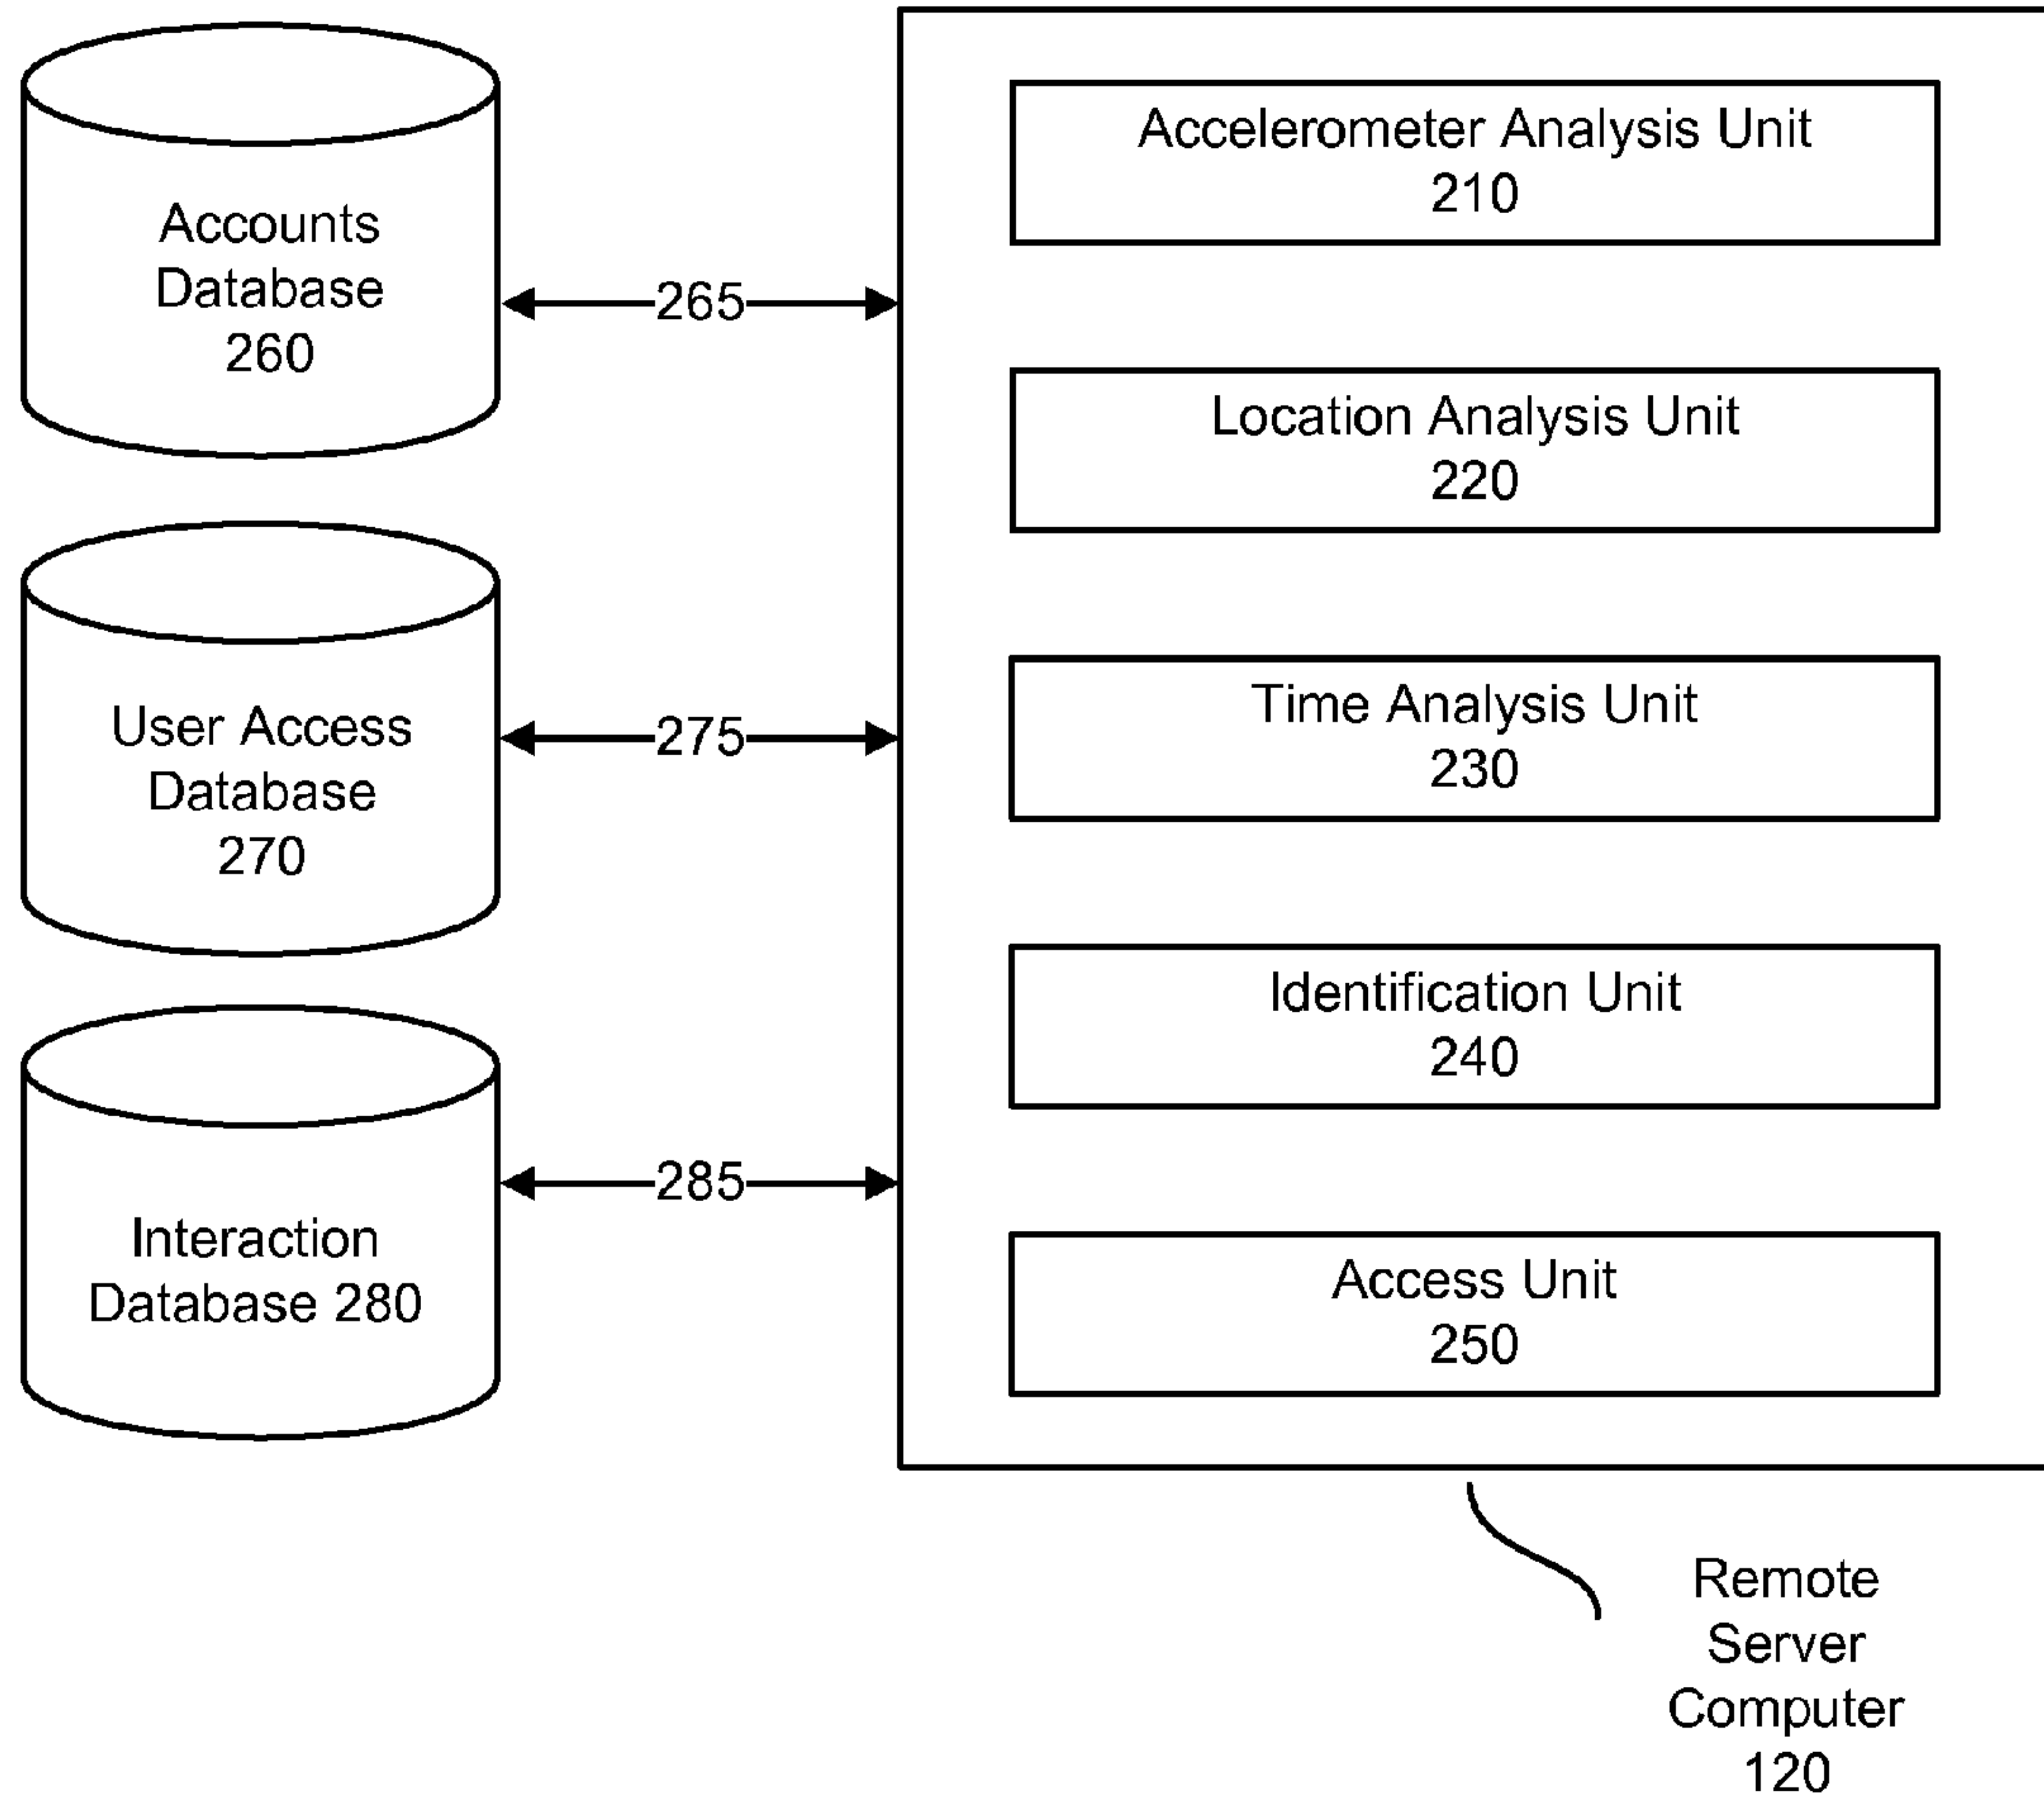 Accounts
Database
260
265
User Access
Database
270
275
Interaction
Database 280
285
Accelerometer Analysis Unit
210
Location Analysis Unit
220
Time Analysis Unit
230
Identification Unit
240
Access Unit
250
Remote
Server
Computer
120